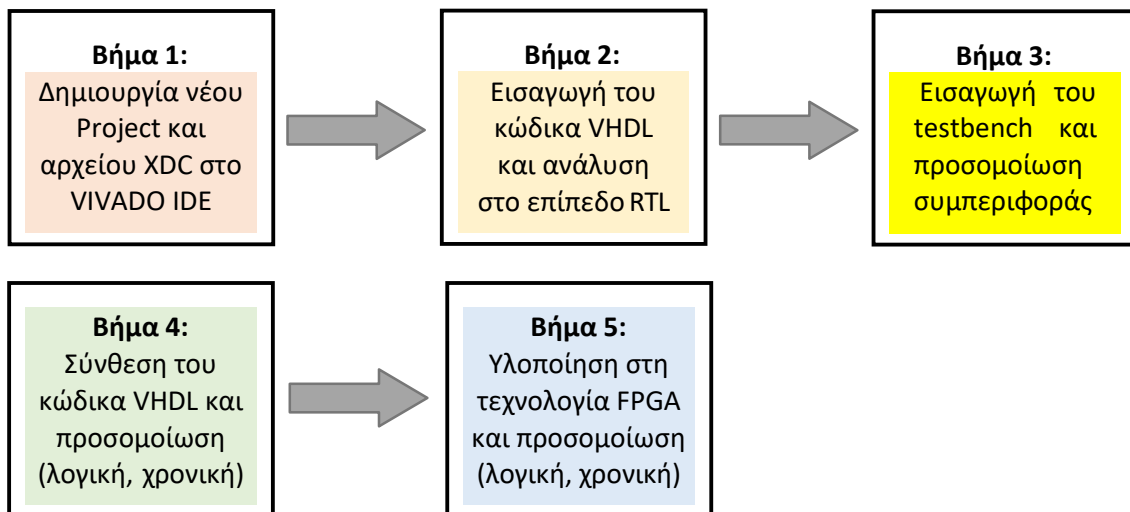 Βήμα 1:
Δημιουργία νέου
Project και
αρχείου XDC στο
VIVADO IDE
Βήμα 2:
Εισαγωγή του
κώδικα VHDL
και ανάλυση
στο επίπεδο RTL
Βήμα 3:
Εισαγωγή του
testbench και
προσομοίωση
συμπεριφοράς
Βήμα 4:
Σύνθεση του
κώδικα VHDL και
προσομοίωση
(λογική, χρονική)
Βήμα 5:
Υλοποίηση στη
τεχνολογία FPGA
και προσομοίωση
(λογική, χρονική)